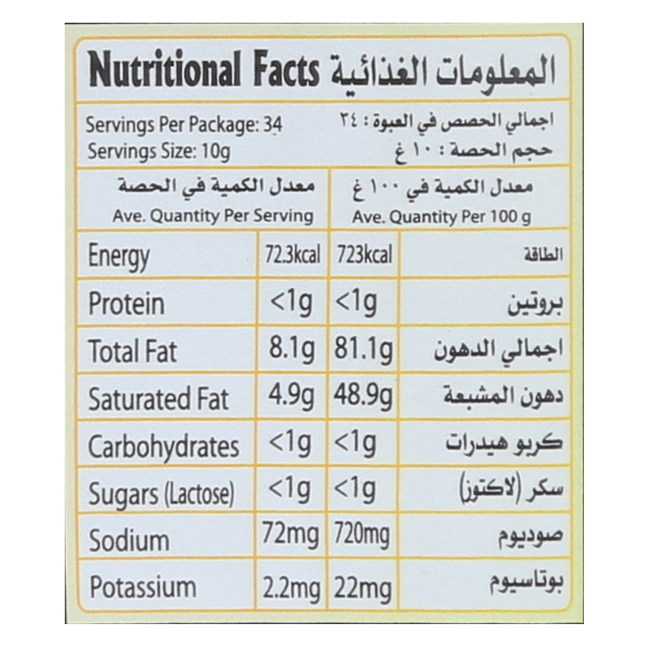 Nutritional Facts المعلومات الغذائية
Servings Per Package: 34 اجمالي الحصص في العبوة : ٣٤
Servings Size: 10g حجم الحصة : ١٠ غ
معدل الكمية في الحصة معدل الكمية في ١٠٠ غ
Ave. Quantity Per Serving Ave. Quantity Per 100 g
Energy 72.3kcal 723kcal الطاقة
Protein <1g <1g بروتين
Total Fat 8.1g 81.1g اجمالي الدهون
Saturated Fat 4.9g 48.9g دهون المشبعة
Carbohydrates <1g <1g كربو هيدرات
Sugars (Lactose) <1g <1g سكر (لاكتوز)
Sodium 72mg 720mg صوديوم
Potassium 2.2mg 22mg بوتاسيوم